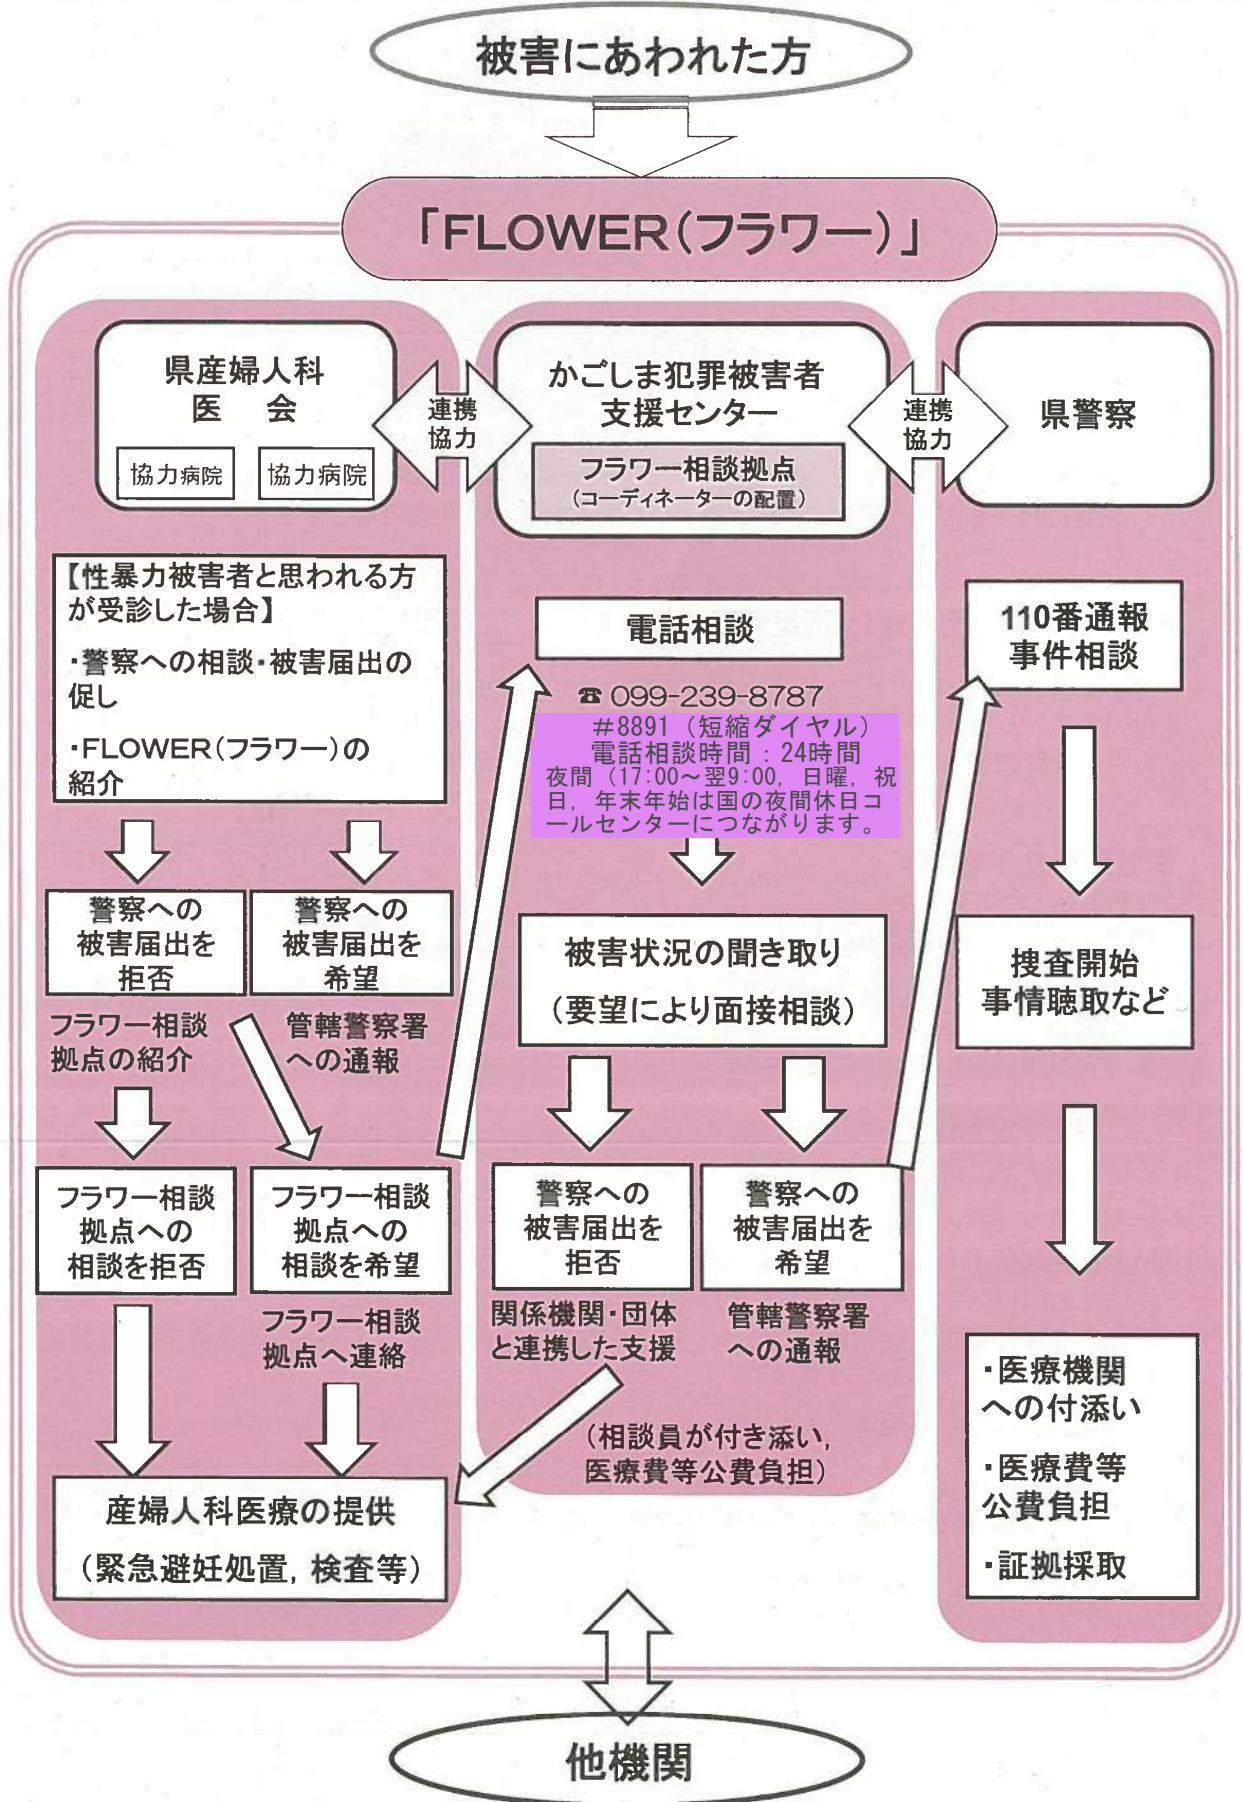 被害にあわれた方
「FLOWER(フラワー)」
県産婦人科
医　会
協力病院
協力病院
連携
協力
かごしま犯罪被害者
支援センター
フラワー相談拠点
(コーディネーターの配置)
連携
協力
県警察
【性暴力被害者と思われる方
が受診した場合】
・警察への相談・被害届出の
促し
・FLOWER(フラワー)の
紹介
警察への
被害届出を
拒否
警察への
被害届出を
希望
フラワー相談
拠点の紹介
管轄警察署
への通報
フラワー相談
拠点への
相談を拒否
フラワー相談
拠点への
相談を希望
フラワー相談
拠点へ連絡
産婦人科医療の提供
(緊急避妊処置, 検査等)
電話相談
☎ 099-239-8787
#8891（短縮ダイヤル）
電話相談時間：24時間
夜間（17:00～翌9:00, 日曜, 祝
日, 年末年始は国の夜間休日コ
ールセンターにつながります。
被害状況の聞き取り
(要望により面接相談)
警察への
被害届出を
拒否
警察への
被害届出を
希望
関係機関・団体
と連携した支援
管轄警察署
への通報
(相談員が付き添い,
医療費等公費負担)
110番通報
事件相談
捜査開始
事情聴取など
・医療機関
への付添い
・医療費等
公費負担
・証拠採取
他機関